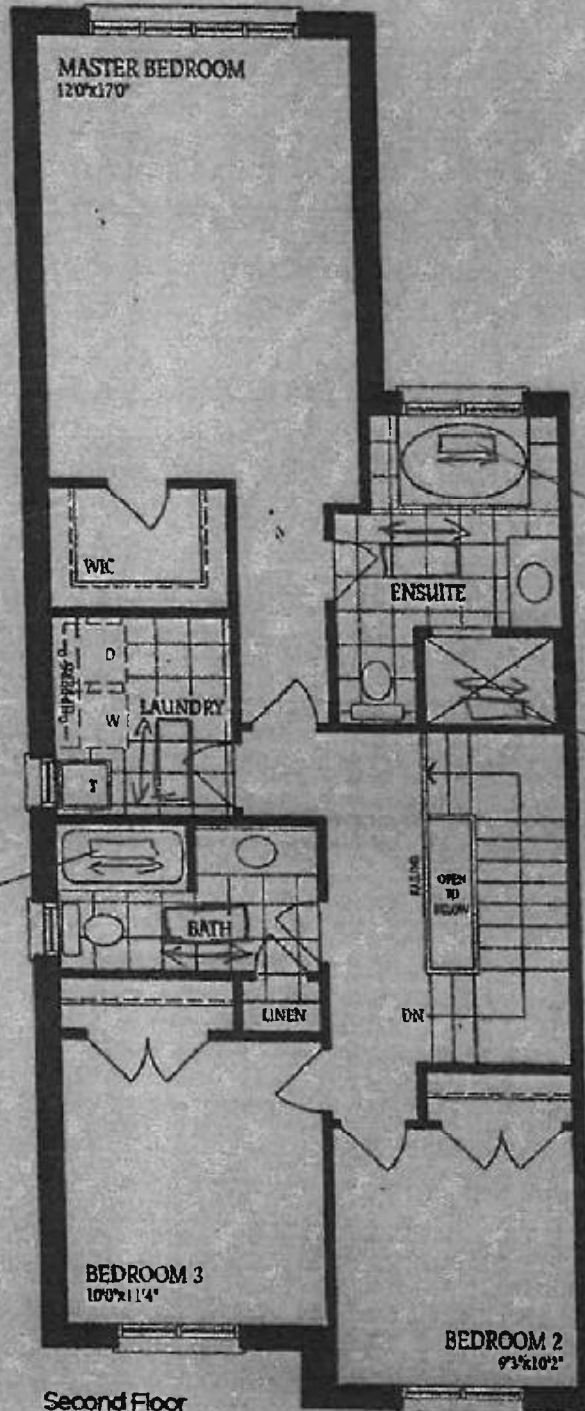 MASTER BEDROOM
12'0"x17'0"
WIC
ENSUITE
D
LAUNDRY
W
T
RAILING
OPEN
TO
BELOW
BATH
LINEN
DN
BEDROOM 3
10'0"x11'4"
BEDROOM 2
9'3"x10'2"
Second Floor